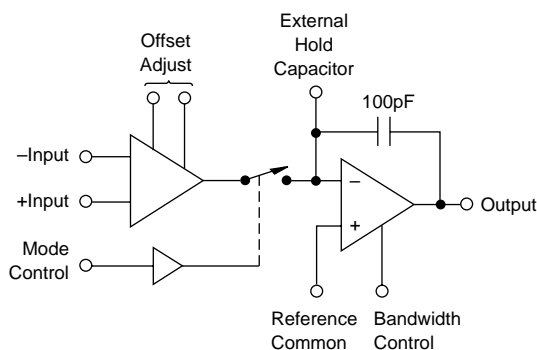 Offset
Adjust
External
Hold
Capacitor
100pF
–Input
+Input
Mode
Control
–
+
Output
Reference
Common
Bandwidth
Control